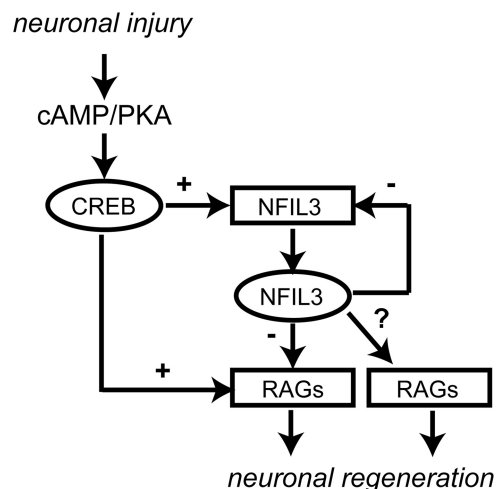 neuronal injury
cAMP/PKA
CREB
+
NFIL3
-
NFIL3
-
?
+
RAGs
RAGs
neuronal regeneration